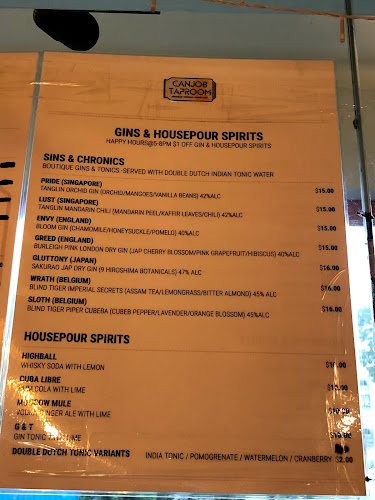 CANJOB
TAPROOM
GINS & HOUSEPOUR SPIRITS
HAPPY HOURS@5-8PM $1 OFF GIN & HOUSEPOUR SPIRITS
SINS & CHRONICS
BOUTIQUE GINS & TONICS -SERVED WITH DOUBLE DUTCH INDIAN TONIC WATER
PRIDE (SINGAPORE)
TANGLIN ORCHID GIN (ORCHID/MANGOES/VANILLA BEANS) 42%ALC $15.00
LUST (SINGAPORE)
TANGLIN MANDARIN CHILI (MANDARIN PEEL/KAFFIR LEAVES/CHILI) 42%ALC $15.00
ENVY (ENGLAND)
BLOOM GIN (CHAMOMILE/HONEYSUCKLE/POMELO) 40%ALC $15.00
GREED (ENGLAND)
BURLEIGH PINK LONDON DRY GIN (JAP CHERRY BLOSSOM/PINK GRAPEFRUIT/HIBISCUS) 40%ALC $15.00
GLUTTONY (JAPAN)
SAKURAO JAP DRY GIN (9 HIROSHIMA BOTANICALS) 47% ALC $16.00
WRATH (BELGIUM)
BLIND TIGER IMPERIAL SECRETS (ASSAM TEA/LEMONGRASS/BITTER ALMOND) 45% ALC $16.00
SLOTH (BELGIUM)
BLIND TIGER PIPER CUBEBA (CUBEB PEPPER/LAVENDER/ORANGE BLOSSOM) 45%ALC $16.00
HOUSEPOUR SPIRITS
HIGHBALL
WHISKY SODA WITH LEMON
CUBA LIBRE
COLA WITH LIME
MOSCOW MULE
GINGER ALE WITH LIME
G & T
GIN TONIC LIME
DOUBLE DUTCH TONIC VARIANTS INDIA TONIC / POMOGRENATE / WATERMELON / CRANBERRY $2.00